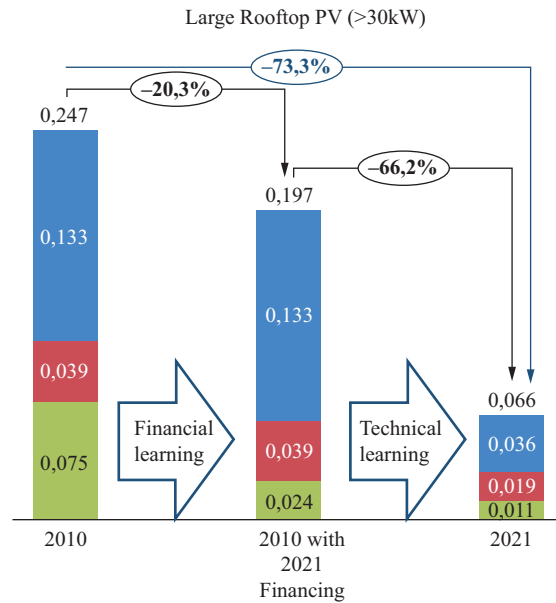 Large Rooftop PV (>30kW)
–73,3%
–20,3%
0,247
–66,2%
0,197
0,133
0,133
0,066
0,039
Financial
learning
0,039
Technical
learning
0,036
0,075
0,019
0,024
0,011
2010
2010 with
2021
Financing
2021